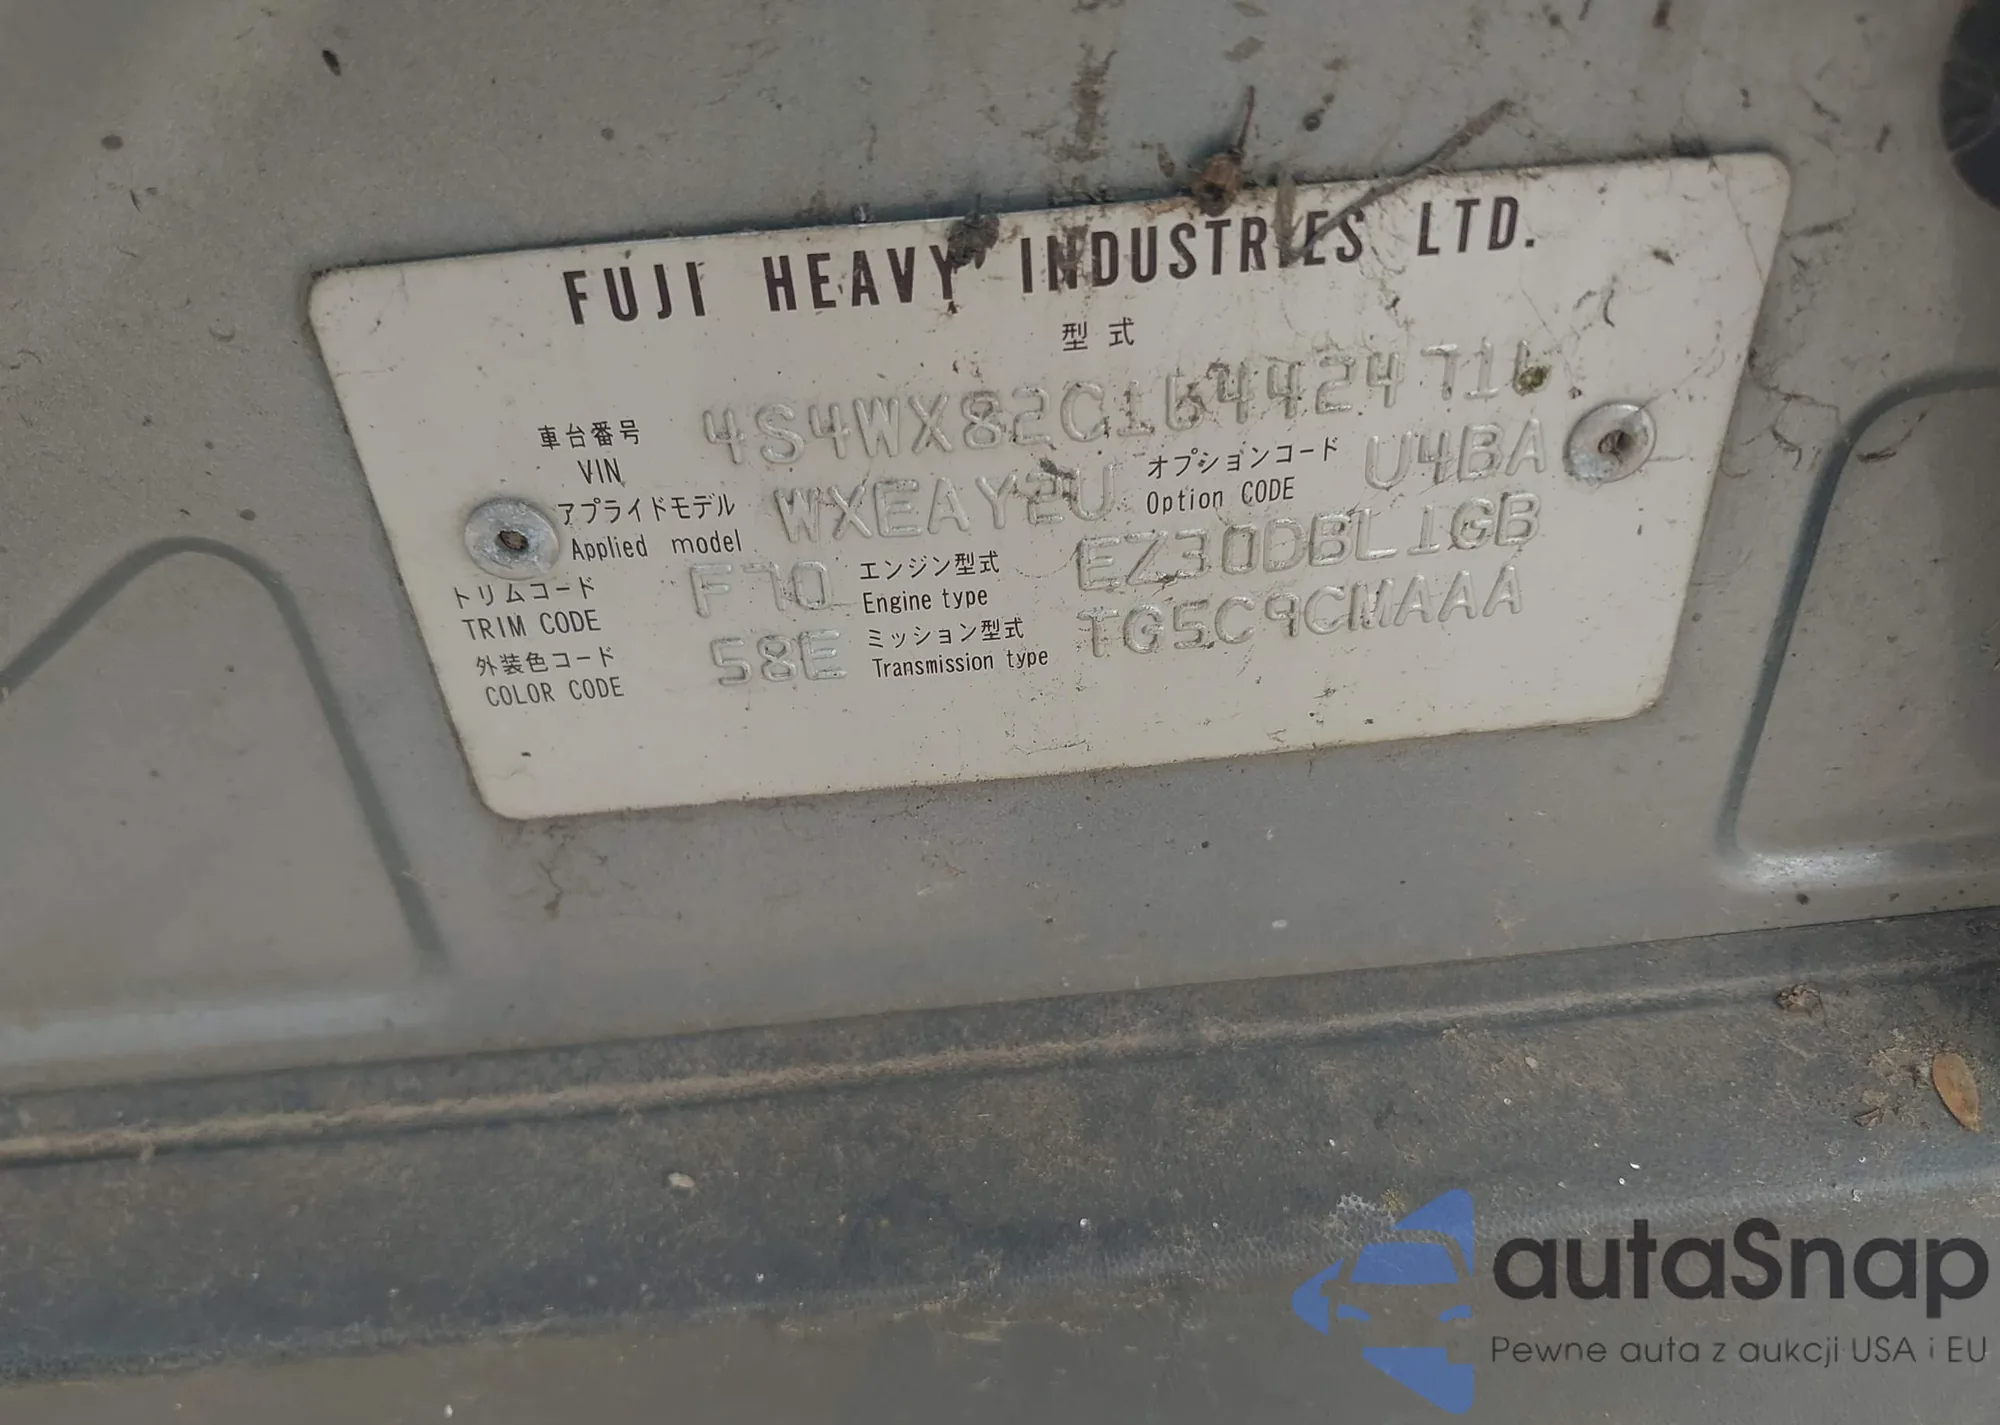 FUJI HEAVY INDUSTRIES LTD.
型式
車台番号 4S4WX82C164424716
VIN
アプライドモデル WXEAY2U オプションコード U4BA
Applied model Option CODE
トリムコード F70 エンジン型式 EZ30DBL1GB
TRIM CODE Engine type
外装色コード 58E ミッション型式 TG5C9CMAAA
COLOR CODE Transmission type
autaSnap
Pewne auta z aukcji USA i EU